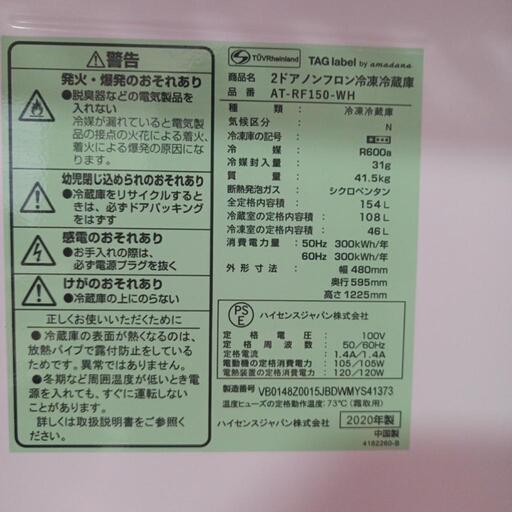 ⚠警告
発火・爆発のおそれあり
●脱臭器などの電気製品を
入れない
冷媒が漏れていると電気製
品の接点の火花による着火、
着火による爆発の原因に
なります。
幼児閉じ込められのおそれあり
●冷蔵庫をリサイクルすると
きは、必ずドアパッキング
をはずす
感電のおそれあり
●お手入れの際は、
必ず電源プラグを抜く
けがのおそれあり
●冷蔵庫の上にのらない
正しくお使いいただくために
●冷蔵庫の表面が熱くなるのは、
放熱パイプで露付防止をしている
ためです。異常ではありません。
●冬期など周囲温度が低いとき電源
を入れても、すぐに運転しない
ことがあります。
詳しくは取扱説明書をご参照ください。
TÜVRheinland
TAG label by amadana
商品名 2ドアノンフロン冷凍冷蔵庫
品番 AT-RF150-WH
種類 : 冷凍冷蔵庫
気候区分 : N
冷凍庫の記号 :
冷媒 : R600a
冷媒封入量 : 31g
質量 : 41.5kg
断熱発泡ガス : シクロペンタン
全定格内容積 : 154 L
冷蔵室の定格内容積 : 108 L
冷凍室の定格内容積 : 46 L
消費電力量 : 50Hz 300kWh/年
60Hz 300kWh/年
外形寸法 : 幅 480mm
奥行 595mm
高さ 1225mm
PS
E
ハイセンスジャパン株式会社
定格電圧 : 100V
定格周波数 : 50/60Hz
定格電流 : 1.4A/1.4A
電動機の定格消費電力 : 105/105W
電熱装置の定格消費電力 : 120/120W
製造番号 VB0148Z0015JBDWMYS41373
温度ヒューズの定格動作温度: 73℃(霜取用)
ハイセンスジャパン株式会社
2020年製
中国製
4182260-B